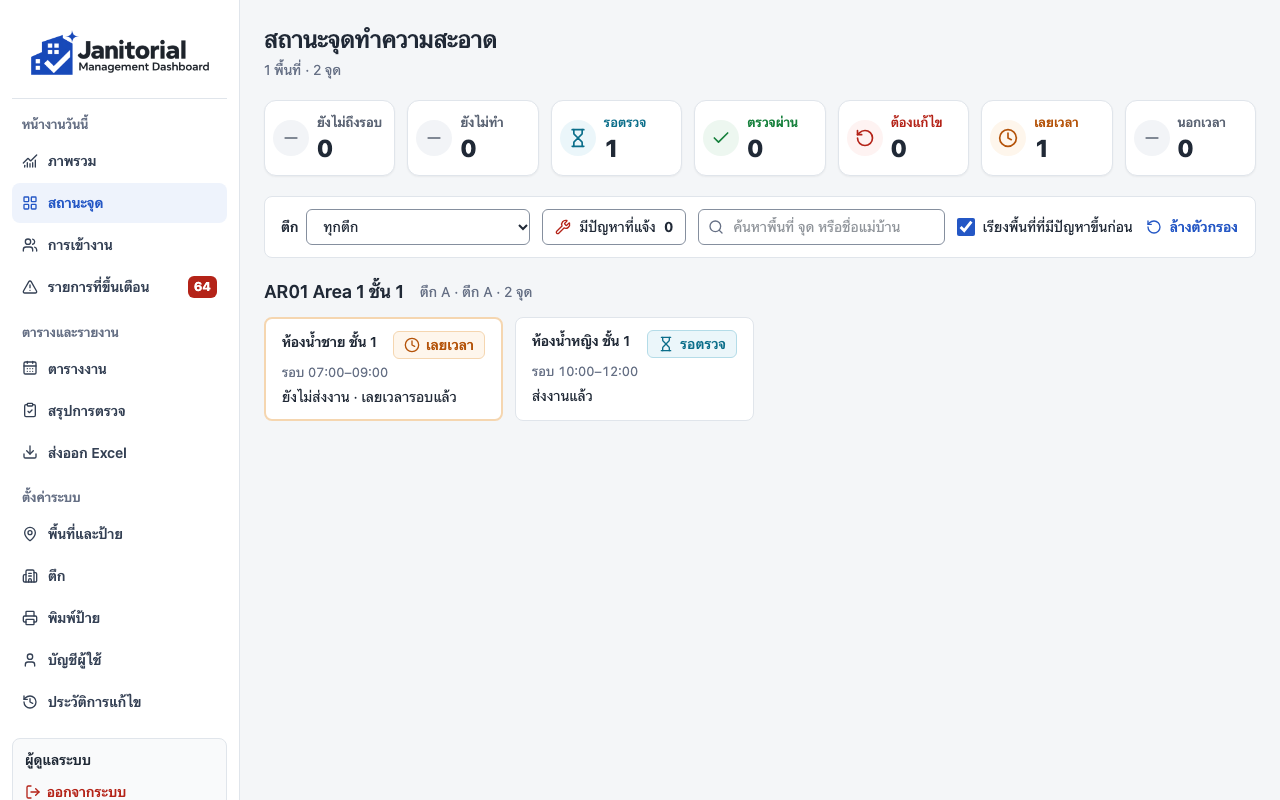 Janitorial
Management Dashboard
หน้างานวันนี้
ภาพรวม
สถานะจุด
การเข้างาน
รายการที่ขึ้นเตือน 64
ตารางและรายงาน
ตารางงาน
สรุปการตรวจ
ส่งออก Excel
ตั้งค่าระบบ
พื้นที่และป้าย
ตึก
พิมพ์ป้าย
บัญชีผู้ใช้
ประวัติการแก้ไข
ผู้ดูแลระบบ
ออกจากระบบ
สถานะจุดทำความสะอาด
1 พื้นที่ · 2 จุด
ยังไม่ถึงรอบ
0
ยังไม่ทำ
0
รอตรวจ
1
ตรวจผ่าน
0
ต้องแก้ไข
0
เลยเวลา
1
นอกเวลา
0
ตึก ทุกตึก มีปัญหาที่แจ้ง 0 ค้นหาพื้นที่ จุด หรือชื่อแม่บ้าน เรียงพื้นที่ที่มีปัญหาขึ้นก่อน ล้างตัวกรอง
AR01 Area 1 ชั้น 1 ตึก A · ตึก A · 2 จุด
ห้องน้ำชาย ชั้น 1 เลยเวลา
รอบ 07:00–09:00
ยังไม่ส่งงาน · เลยเวลารอบแล้ว
ห้องน้ำหญิง ชั้น 1 รอตรวจ
รอบ 10:00–12:00
ส่งงานแล้ว